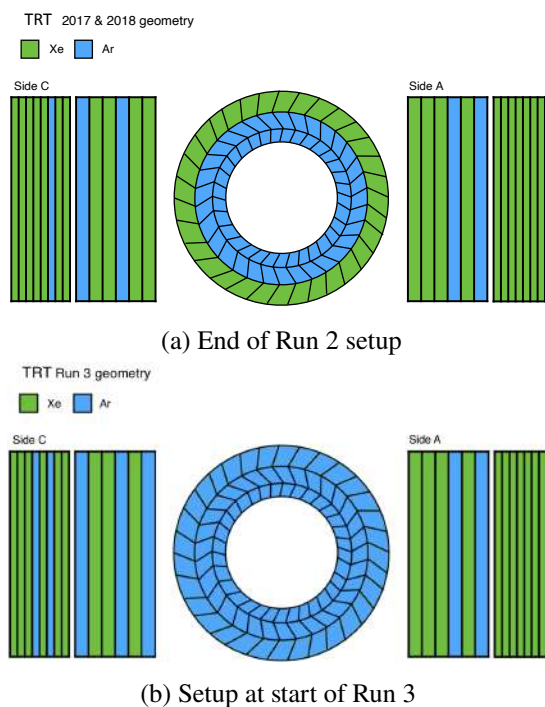 TRT 2017 & 2018 geometry
Xe Ar
Side C Side A
(a) End of Run 2 setup
TRT Run 3 geometry
Xe Ar
Side C Side A
(b) Setup at start of Run 3